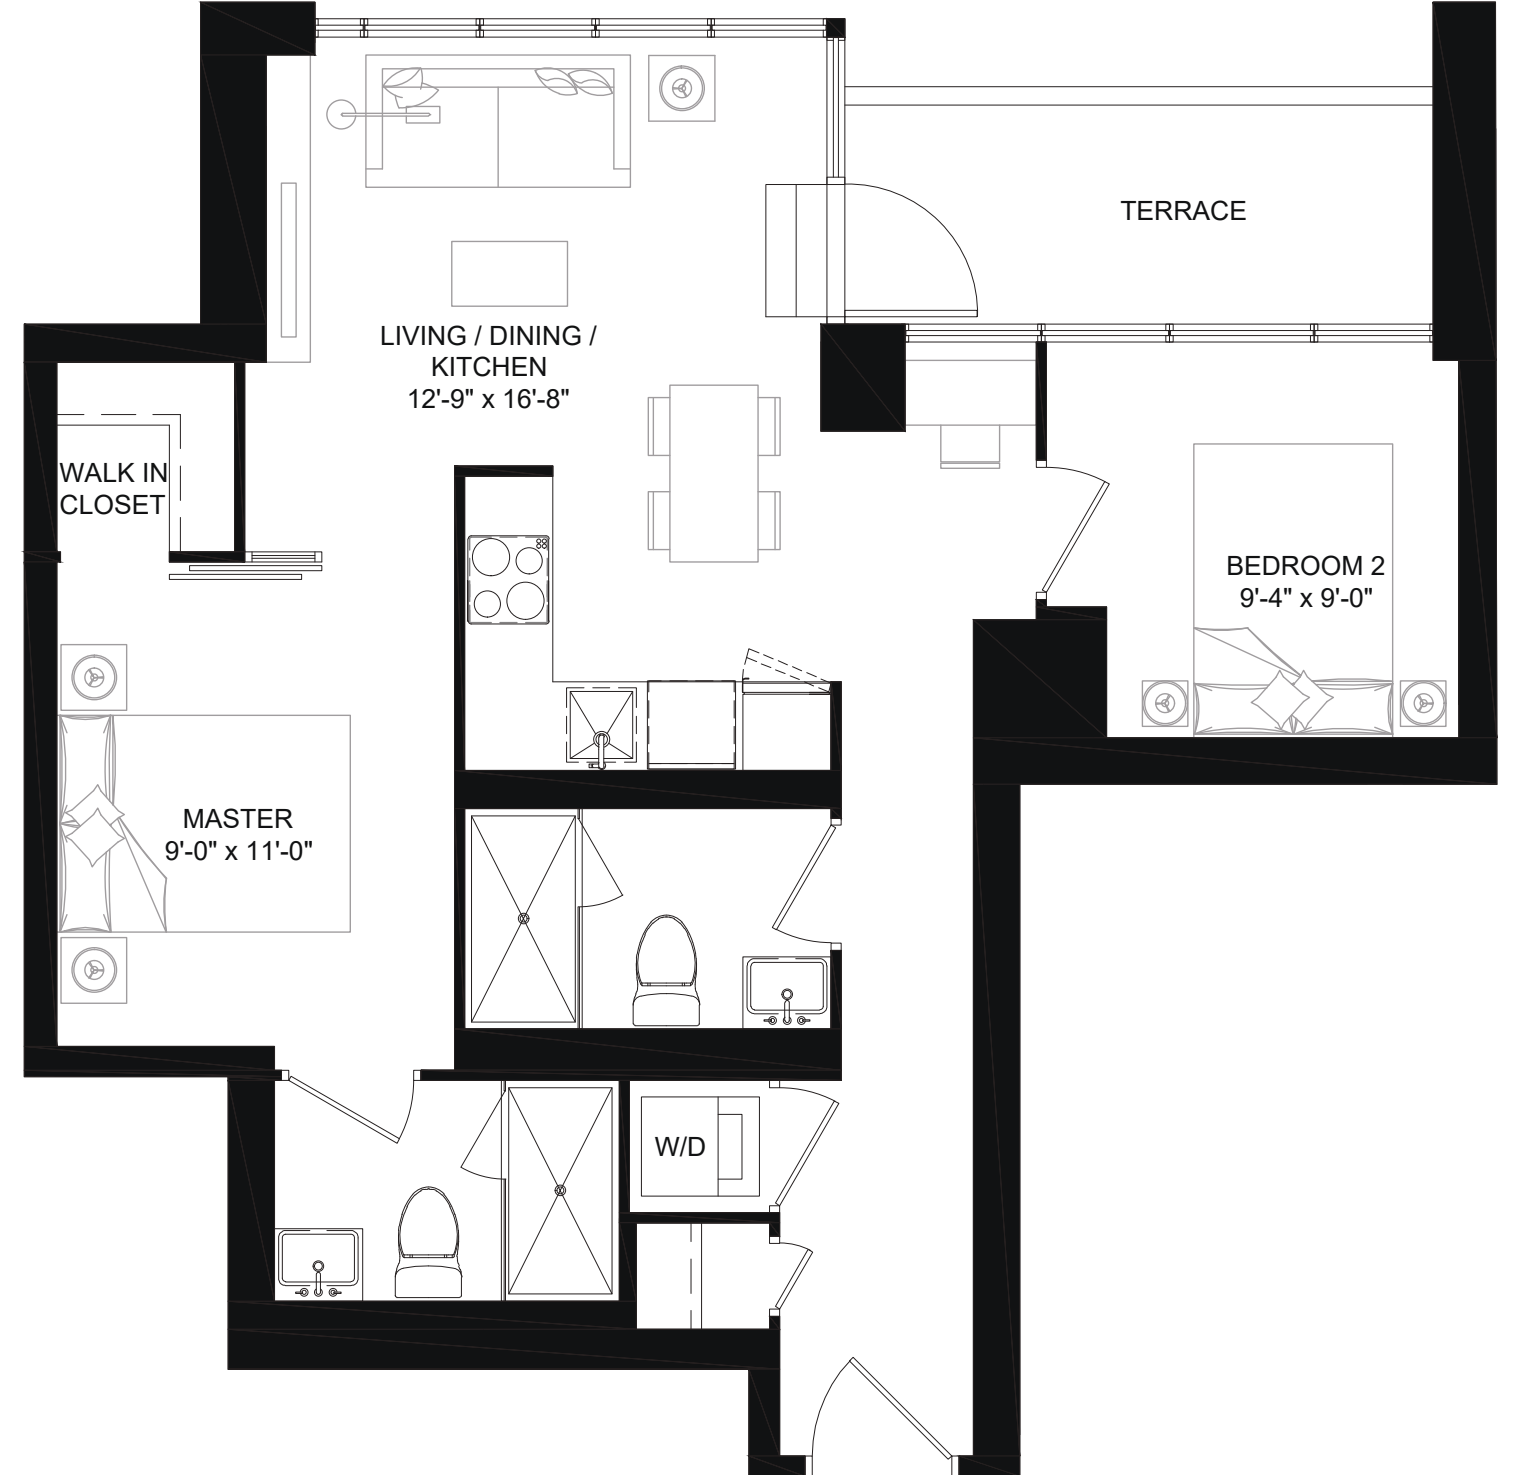 TERRACE
LIVING / DINING /
KITCHEN
12'-9" x 16'-8"
WALK IN
CLOSET
BEDROOM 2
9'-4" x 9'-0"
MASTER
9'-0" x 11'-0"
W/D